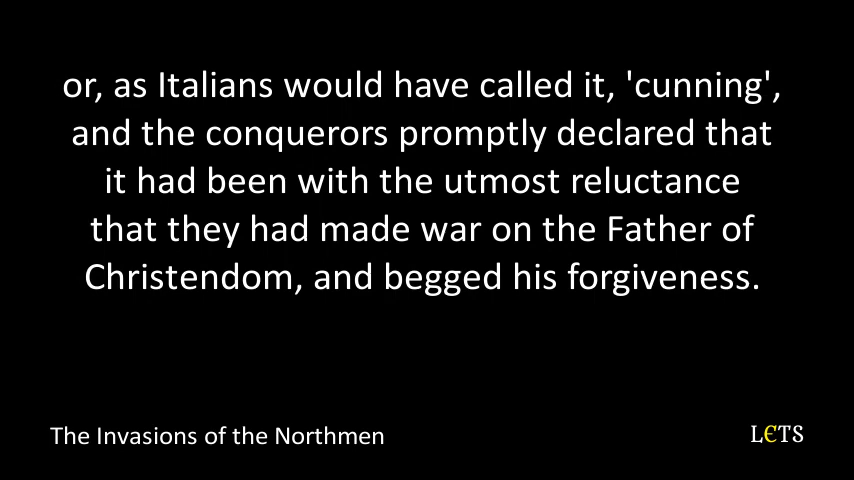 or, as Italians would have called it, 'cunning',
and the conquerors promptly declared that
it had been with the utmost reluctance
that they had made war on the Father of
Christendom, and begged his forgiveness.
The Invasions of the Northmen
LЄTS